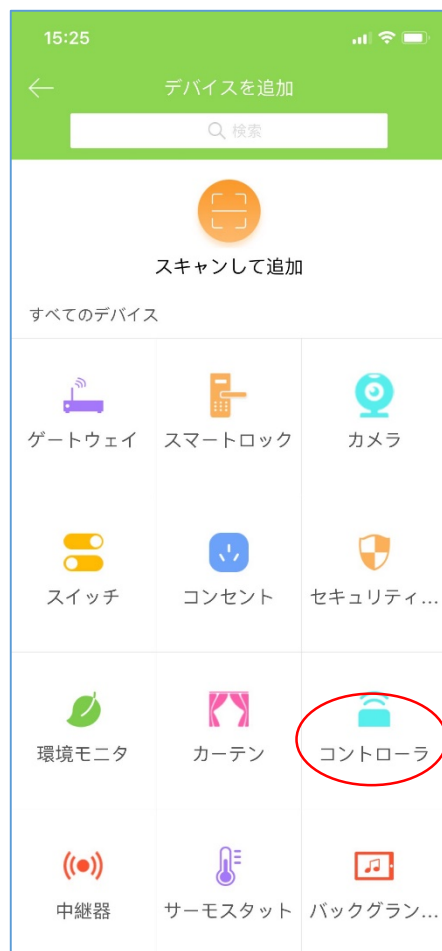 15:25
デバイスを追加
検索
スキャンして追加
すべてのデバイス
ゲートウェイ スマートロック カメラ
スイッチ コンセント セキュリティ...
環境モニタ カーテン コントローラ
中継器 サーモスタット バックグラン...